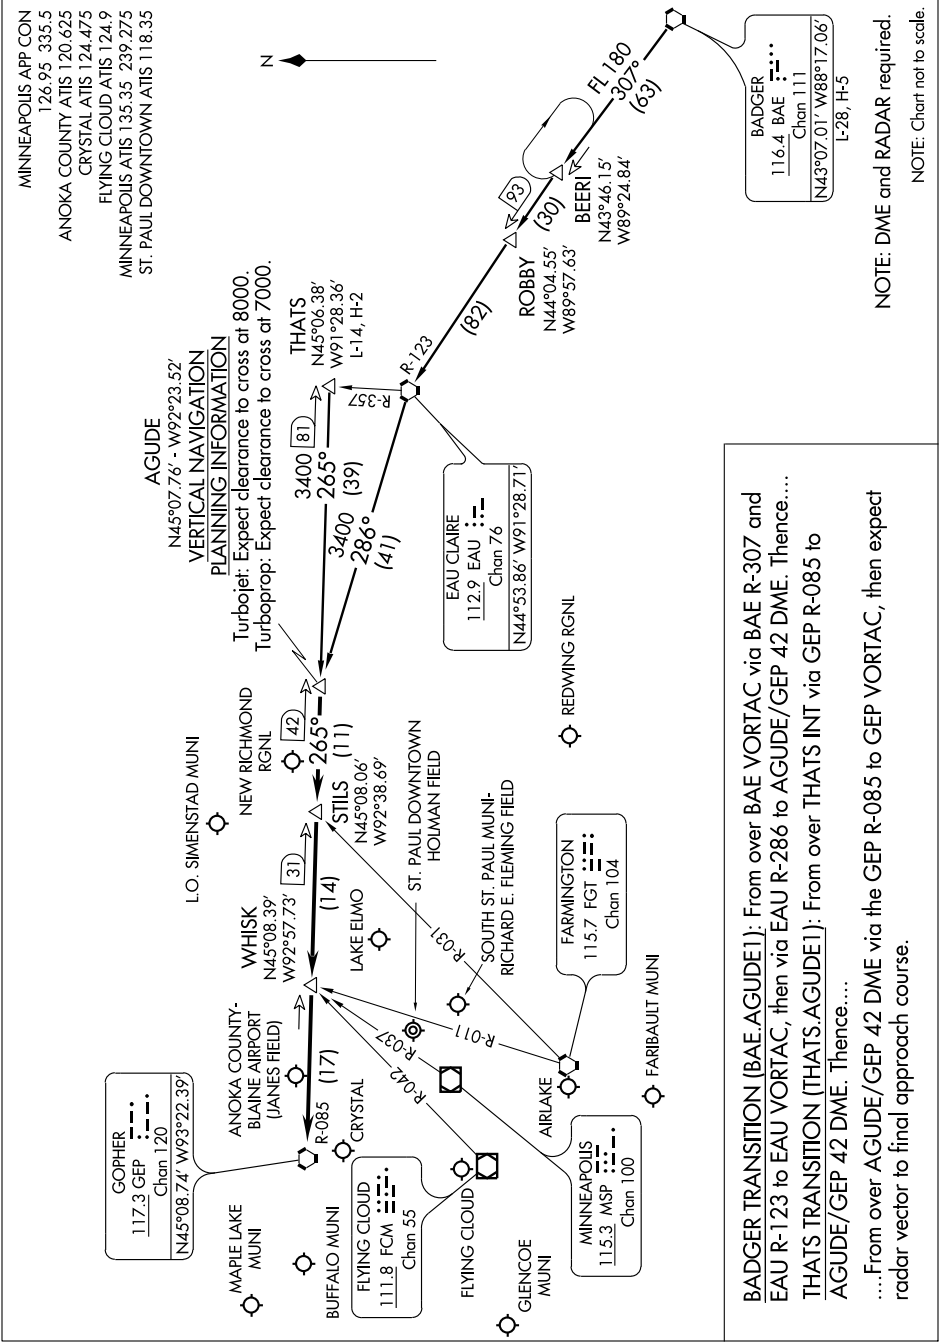 MINNEAPOLIS APP CON
126.95 335.5
ANOKA COUNTY ATIS 120.625
CRYSTAL ATIS 124.475
FLYING CLOUD ATIS 124.9
MINNEAPOLIS ATIS 135.35 239.275
ST. PAUL DOWNTOWN ATIS 118.35
N
AGUDE
N45°07.76' - W92°23.52'
VERTICAL NAVIGATION
PLANNING INFORMATION
Turbojet: Expect clearance to cross at 8000.
Turboprop: Expect clearance to cross at 7000.
THATS
N45°06.38'
W91°28.36'
L-14, H-2
FL 180
307°
(63)
BADGER
116.4 BAE
Chan 111
N43°07.01' W88°17.06'
L-28, H-5
93
(30)
BEERI
N43°46.15'
W89°24.84'
ROBBY
N44°04.55'
W89°57.63'
(82)
R-123
R-357
81
3400
265°
(39)
3400
286°
(41)
EAU CLAIRE
112.9 EAU
Chan 76
N44°53.86' W91°28.71'
L.O. SIMENSTAD MUNI
NEW RICHMOND
RGNL
42
265°
(11)
STILS
N45°08.06'
W92°38.69'
31
(14)
WHISK
N45°08.39'
W92°57.73'
LAKE ELMO
ST. PAUL DOWNTOWN
HOLMAN FIELD
SOUTH ST. PAUL MUNI-
RICHARD E. FLEMING FIELD
REDWING RGNL
R-031
R-011
R-037
R-042
FARMINGTON
115.7 FGT
Chan 104
ANOKA COUNTY-
BLAINE AIRPORT
(JANES FIELD)
(17)
R-085
CRYSTAL
GOPHER
117.3 GEP
Chan 120
N45°08.74' W93°22.39'
MAPLE LAKE
MUNI
BUFFALO MUNI
FLYING CLOUD
111.8 FCM
Chan 55
FLYING CLOUD
GLENCOE
MUNI
MINNEAPOLIS
115.3 MSP
Chan 100
AIRLAKE
FARIBAULT MUNI
NOTE: DME and RADAR required.
NOTE: Chart not to scale.
BADGER TRANSITION (BAE.AGUDE1): From over BAE VORTAC via BAE R-307 and
EAU R-123 to EAU VORTAC, then via EAU R-286 to AGUDE/GEP 42 DME. Thence....
THATS TRANSITION (THATS.AGUDE1): From over THATS INT via GEP R-085 to
AGUDE/GEP 42 DME. Thence....
....From over AGUDE/GEP 42 DME via the GEP R-085 to GEP VORTAC, then expect
radar vector to final approach course.